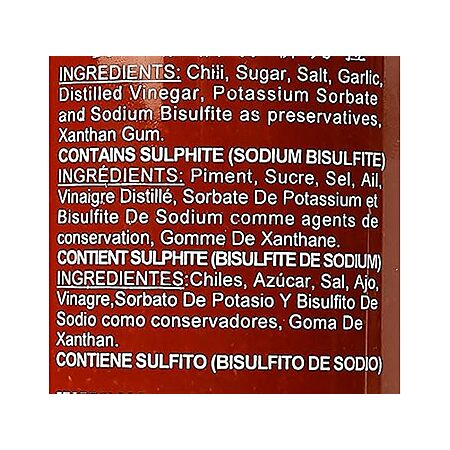 INGREDIENTS: Chili, Sugar, Salt, Garlic,
Distilled Vinegar, Potassium Sorbate
and Sodium Bisulfite as preservatives,
Xanthan Gum.
CONTAINS SULPHITE (SODIUM BISULFITE)
INGRÉDIENTS: Piment, Sucre, Sel, Ail,
Vinaigre Distillé, Sorbate De Potassium et
Bisulfite De Sodium comme agents de
conservation, Gomme De Xanthane.
CONTIENT SULPHITE (BISULFITE DE SODIUM)
INGREDIENTES:Chiles, Azúcar, Sal, Ajo,
Vinagre,Sorbato De Potasio Y Bisulfito De
Sodio como conservadores, Goma De
Xanthan.
CONTIENE SULFITO (BISULFITO DE SODIO)